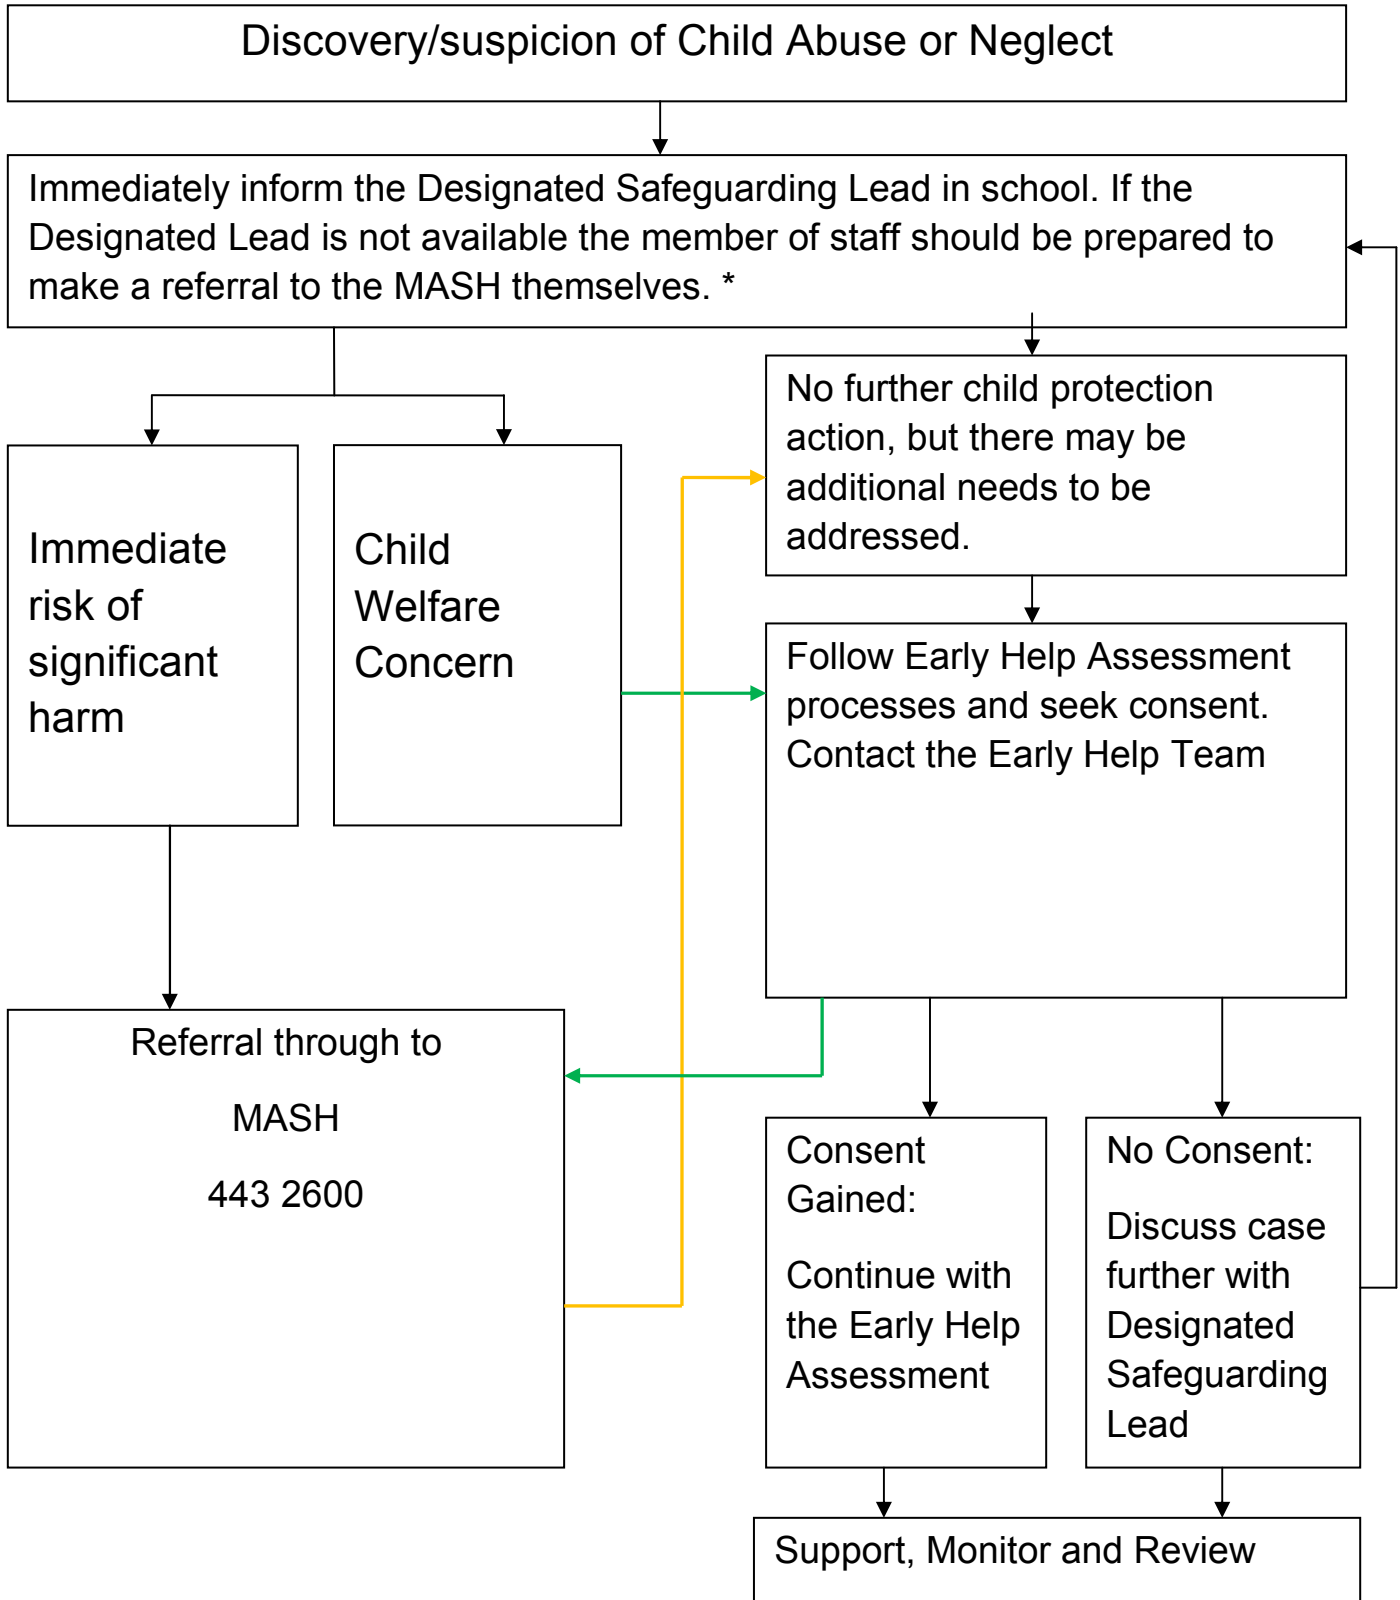 Discovery/suspicion of Child Abuse or Neglect
Immediately inform the Designated Safeguarding Lead in school. If the
Designated Lead is not available the member of staff should be prepared to
make a referral to the MASH themselves. *
No further child protection
action, but there may be
additional needs to be
addressed.
Immediate
risk of
significant
harm
Child
Welfare
Concern
Follow Early Help Assessment
processes and seek consent.
Contact the Early Help Team
Referral through to
MASH
443 2600
Consent
Gained:
Continue with
the Early Help
Assessment
No Consent:
Discuss case
further with
Designated
Safeguarding
Lead
Support, Monitor and Review